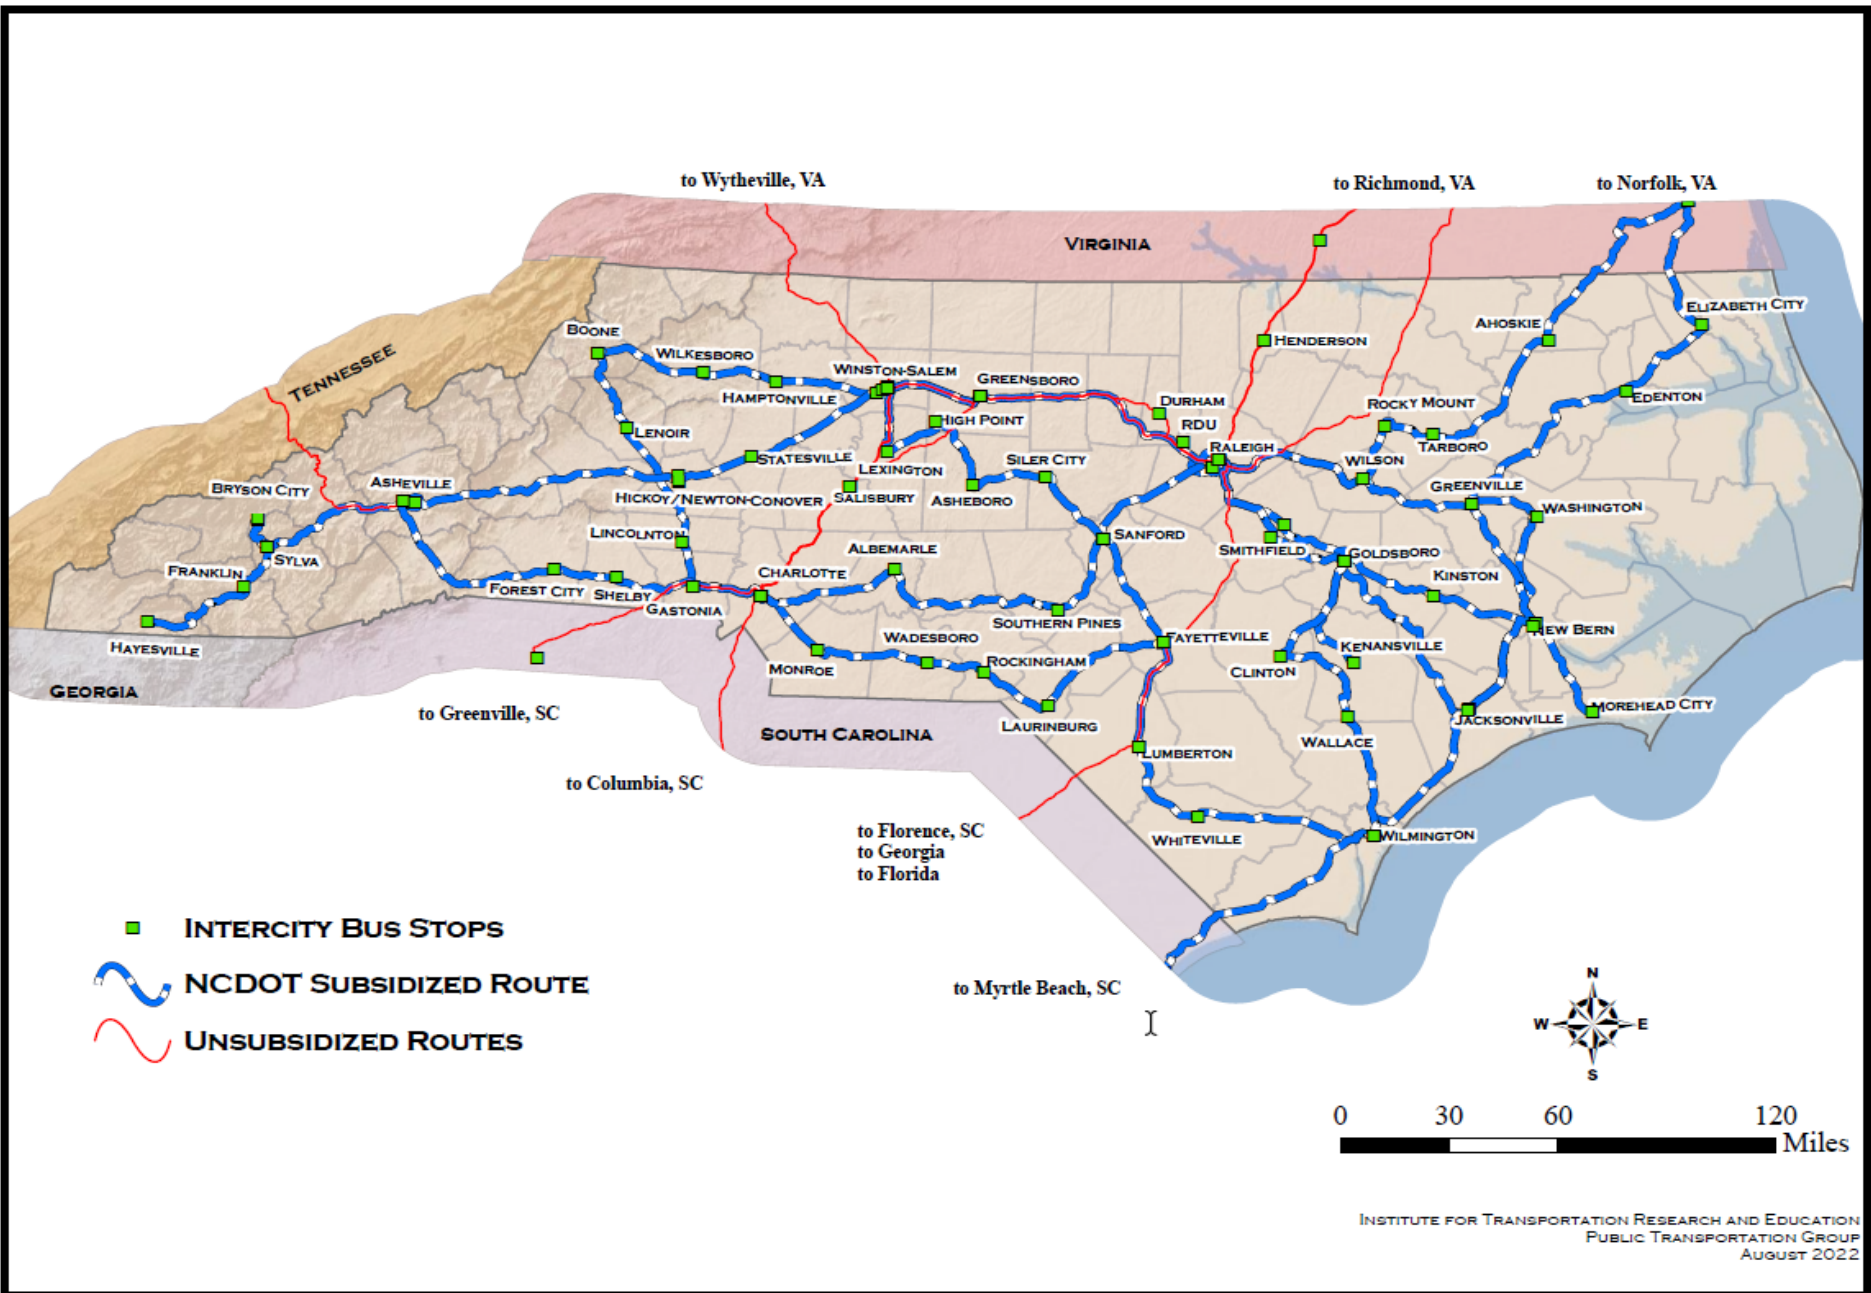 to Wytheville, VA
to Richmond, VA
to Norfolk, VA
VIRGINIA
TENNESSEE
ELIZABETH CITY
AHOSKIE
BOONE
HENDERSON
WILKESBORO
WINSTON-SALEM
GREENSBORO
HAMPTONVILLE
EDENTON
DURHAM
ROCKY MOUNT
HIGH POINT
RDU
LENOIR
RALEIGH
TARBORO
STATESVILLE
SILER CITY
WILSON
LEXINGTON
ASHEVILLE
BRYSON CITY
GREENVILLE
HICKOY/NEWTON-CONOVER
SALISBURY
ASHEBORO
WASHINGTON
LINCOLNTON
SANFORD
ALBEMARLE
SMITHFIELD
GOLDSBORO
SYLVA
FRANKLIN
CHARLOTTE
KINSTON
FOREST CITY
SHELBY
GASTONIA
SOUTHERN PINES
NEW BERN
WADESBORO
FAYETTEVILLE
HAYESVILLE
KENANSVILLE
ROCKINGHAM
MONROE
CLINTON
GEORGIA
MOREHEAD CITY
to Greenville, SC
JACKSONVILLE
LAURINBURG
SOUTH CAROLINA
WALLACE
LUMBERTON
to Columbia, SC
to Florence, SC
to Georgia
to Florida
WHITEVILLE
WILMINGTON
INTERCITY BUS STOPS
NCDOT SUBSIDIZED ROUTE
to Myrtle Beach, SC
UNSUBSIDIZED ROUTES
N
W E
S
0 30 60 120
Miles
INSTITUTE FOR TRANSPORTATION RESEARCH AND EDUCATION
PUBLIC TRANSPORTATION GROUP
AUGUST 2022